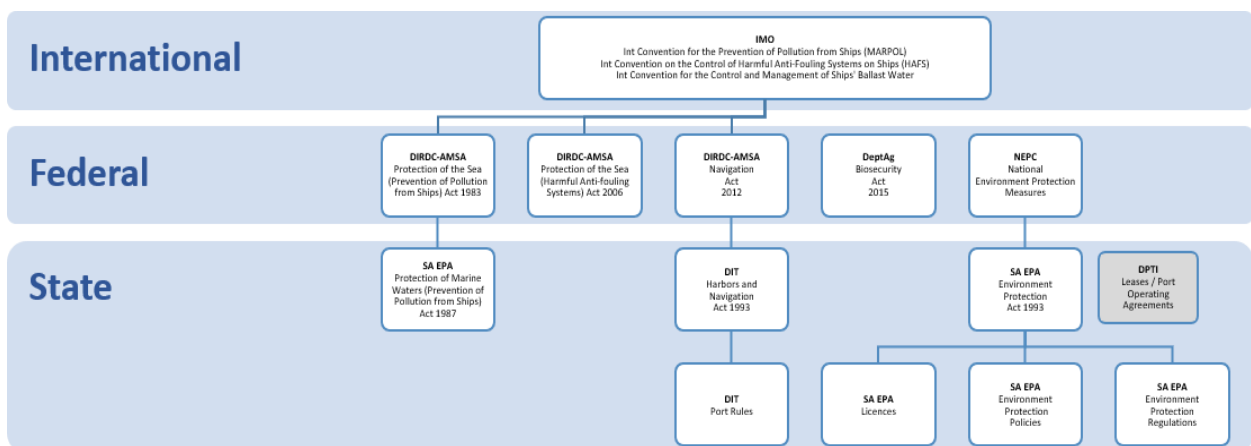 International
IMO
Int Convention for the Prevention of Pollution from Ships (MARPOL)
Int Convention on the Control of Harmful Anti-Fouling Systems on Ships (HAFS)
Int Convention for the Control and Management of Ships' Ballast Water
Federal
DIRDC-AMSA
Protection of the Sea
(Prevention of Pollution
from Ships) Act 1983
DIRDC-AMSA
Protection of the Sea
(Harmful Anti-fouling
Systems) Act 2006
DIRDC-AMSA
Navigation
Act
2012
DeptAg
Biosecurity
Act
2015
NEPC
National
Environment Protection
Measures
State
SA EPA
Protection of Marine
Waters (Prevention of
Pollution from Ships)
Act 1987
DIT
Harbors and
Navigation
Act 1993
SA EPA
Environment
Protection
Act 1993
DPTI
Leases / Port
Operating
Agreements
DIT
Port Rules
SA EPA
Licences
SA EPA
Environment
Protection
Policies
SA EPA
Environment
Protection
Regulations